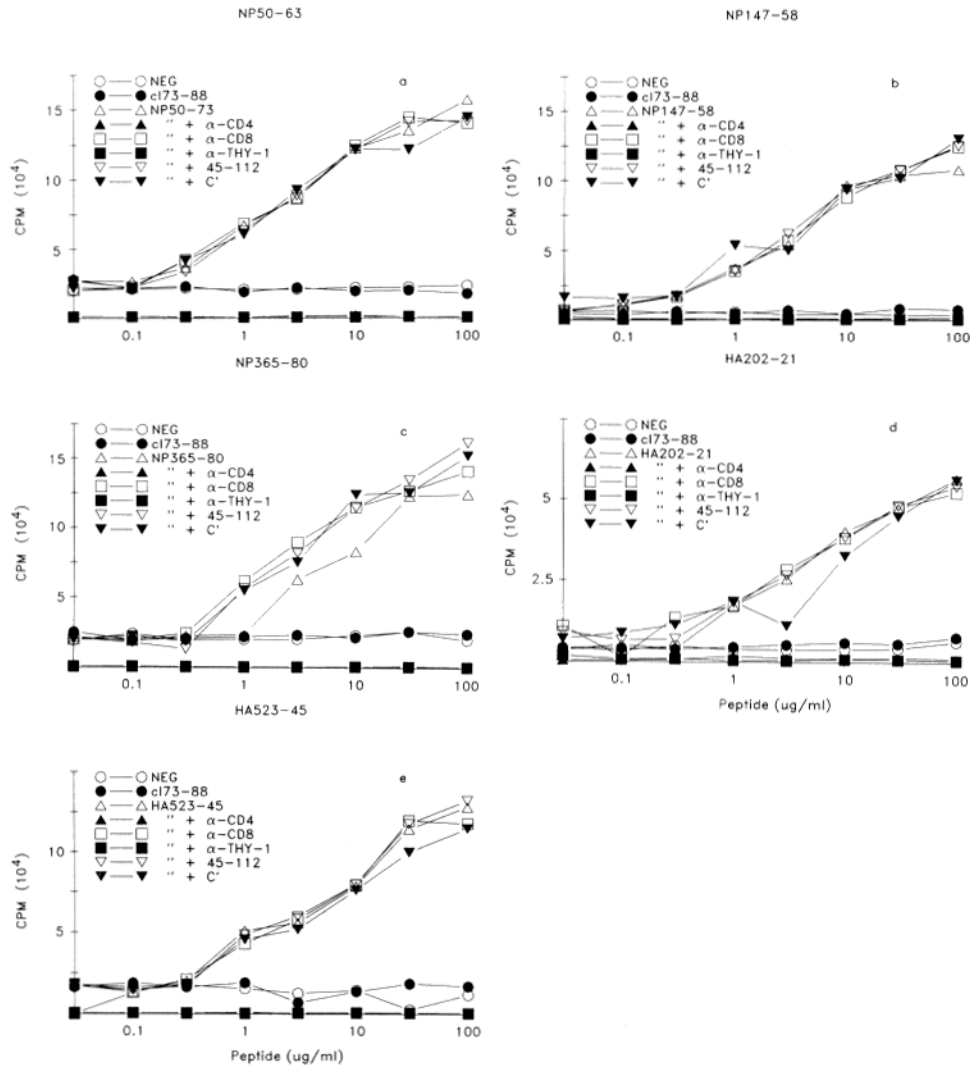 NP50-63
a
NEG
cl73-88
NP50-73
" + α-CD4
" + α-CD8
" + α-THY-1
" + 45-112
" + C'
CPM (10⁴)
15
10
5
0.1 1 10 100
NP147-58
b
NEG
cl73-88
NP147-58
" + α-CD4
" + α-CD8
" + α-THY-1
" + 45-112
" + C'
CPM (10⁴)
15
10
5
0.1 1 10 100
NP365-80
c
NEG
cl73-88
NP365-80
" + α-CD4
" + α-CD8
" + α-THY-1
" + 45-112
" + C'
CPM (10⁴)
15
10
5
0.1 1 10 100
HA202-21
d
NEG
cl73-88
HA202-21
" + α-CD4
" + α-CD8
" + α-THY-1
" + 45-112
" + C'
CPM (10⁴)
5
2.5
0.1 1 10 100
Peptide (ug/ml)
HA523-45
e
NEG
cl73-88
HA523-45
" + α-CD4
" + α-CD8
" + α-THY-1
" + 45-112
" + C'
CPM (10⁴)
10
5
0.1 1 10 100
Peptide (ug/ml)